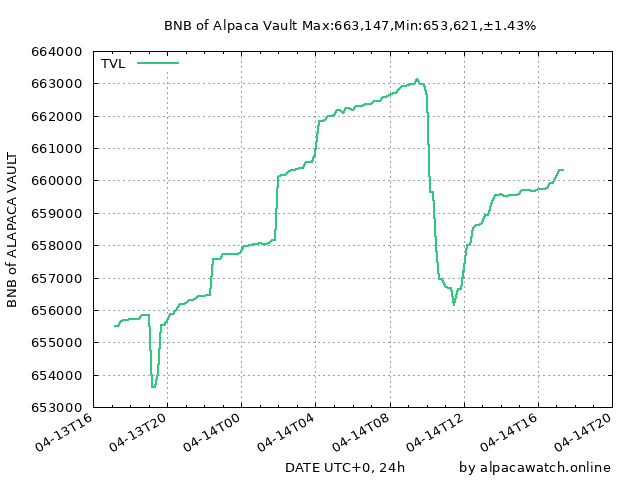 BNB of Alpaca Vault Max:663,147,Min:653,621,±1.43%
664000
TVL
663000
662000
661000
660000
659000
658000
657000
656000
655000
654000
653000
BNB of ALAPACA VAULT
04-13T16
04-13T20
04-14T00
04-14T04
04-14T08
04-14T12
04-14T16
04-14T20
DATE UTC+0, 24h
by alpacawatch.online